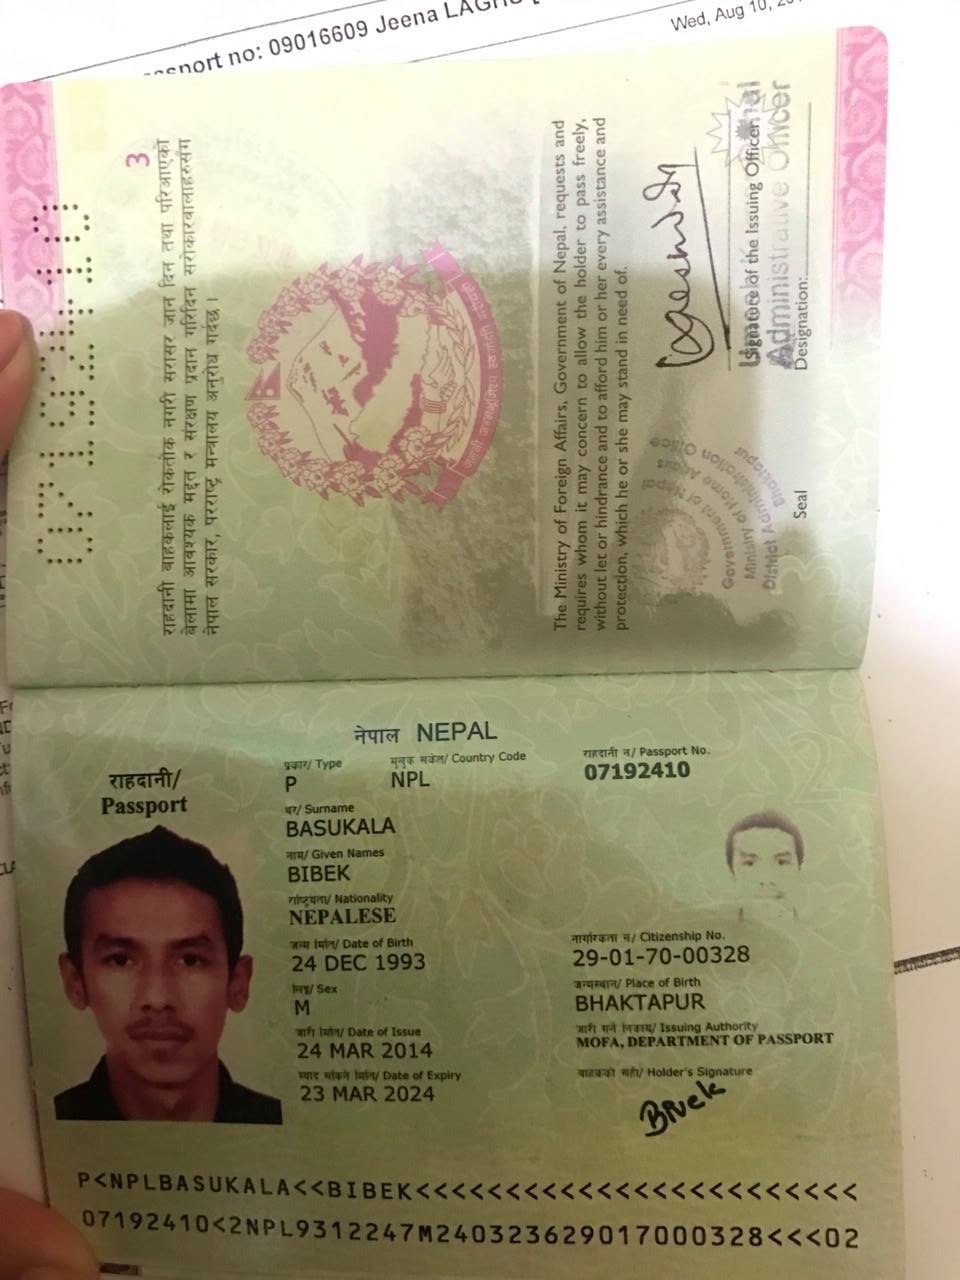 ssport no: 09016609 Jeena
Wed, Aug 10,
3
राहदानी वाहकलाई रोकतोक नगरी सरासर जान दिन तथा परिआएको
बेलामा आवश्यक मद्दत र संरक्षण प्रदान गरिदिन सरोकारवालाहरुसंग
नेपाल सरकार, परराष्ट्र मन्त्रालय अनुरोध गर्दछ ।
07192410
The Ministry of Foreign Affairs, Government of Nepal, requests and
requires whom it may concern to allow the holder to pass freely,
without let or hindrance and to afford him or her every assistance and
protection, which he or she may stand in need of.
Signature of the Issuing Officer
Administrative Officer
Designation:
Government of Nepal
Ministry of Home Affairs
District Administration Office
Bhaktapur
Seal
नेपाल NEPAL
राहदानी/
Passport
प्रकार/ Type
P
मुलुक संकेत/ Country Code
NPL
राहदानी नं/ Passport No.
07192410
थर/ Surname
BASUKALA
नाम/ Given Names
BIBEK
राष्ट्रियता/ Nationality
NEPALESE
जन्म मिति/ Date of Birth
24 DEC 1993
नागरिकता नं/ Citizenship No.
29-01-70-00328
लिङ्ग/ Sex
M
जन्मस्थान/ Place of Birth
BHAKTAPUR
जारी मिति/ Date of Issue
24 MAR 2014
जारी गर्ने निकाय/ Issuing Authority
MOFA, DEPARTMENT OF PASSPORT
म्याद सकिने मिति/ Date of Expiry
23 MAR 2024
वाहकको सही/ Holder's Signature
Bivek
P<NPLBASUKALA<<BIBEK<<<<<<<<<<<<<<<<<<<<<<<<
07192410<2NPL9312247M24032362901700​0328<<<02